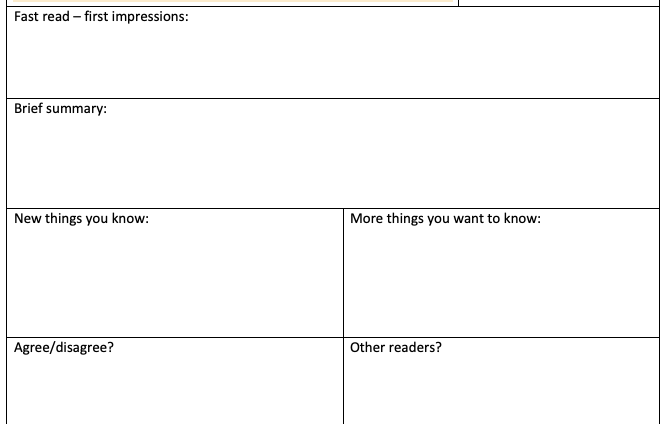 Fast read – first impressions:
Brief summary:
New things you know:
More things you want to know:
Agree/disagree?
Other readers?